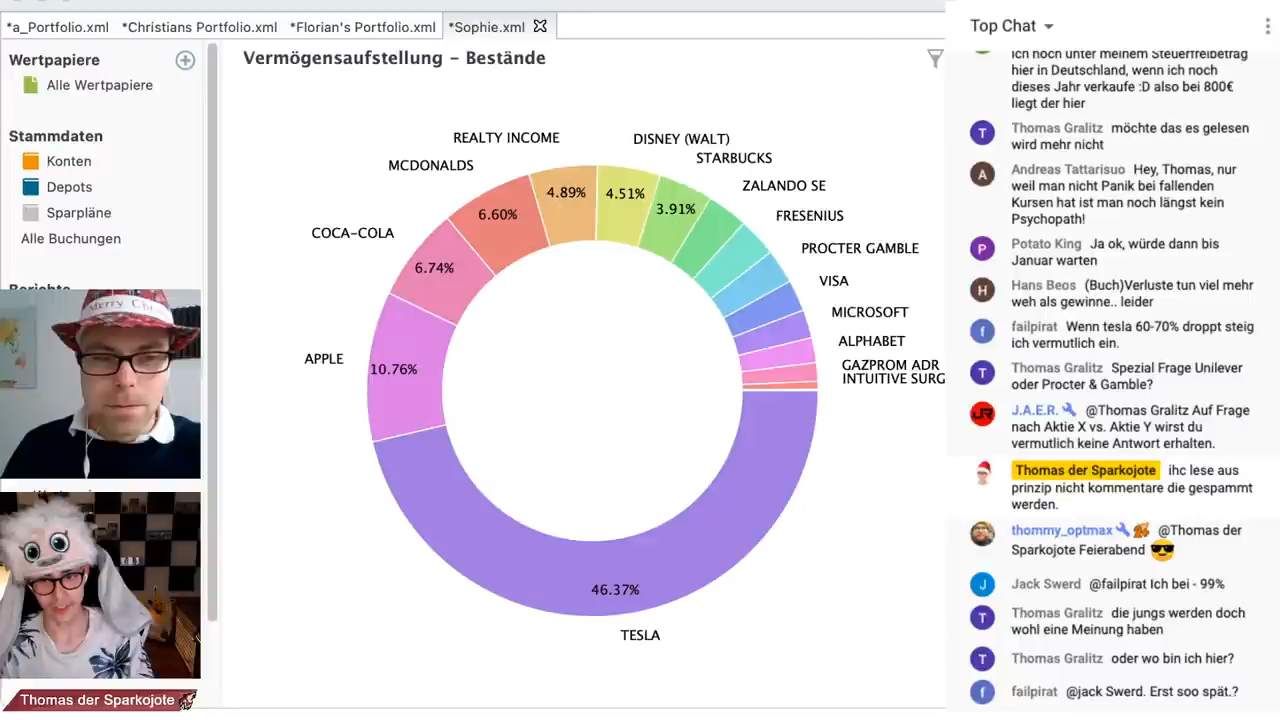 *a_Portfolio.xml *Christians Portfolio.xml *Florian's Portfolio.xml *Sophie.xml
Wertpapiere
Alle Wertpapiere
Stammdaten
Konten
Depots
Sparpläne
Alle Buchungen
Berichte
Merry
Thomas der Sparkojote
Vermögensaufstellung – Bestände
REALTY INCOME
DISNEY (WALT)
MCDONALDS
STARBUCKS
ZALANDO SE
COCA-COLA
FRESENIUS
PROCTER GAMBLE
VISA
MICROSOFT
ALPHABET
APPLE
GAZPROM ADR
INTUITIVE SURG
4.89%
4.51%
3.91%
6.60%
6.74%
10.76%
46.37%
TESLA
Top Chat
ich noch unter meinem Steuerfreibetrag
hier in Deutschland, wenn ich noch
dieses Jahr verkaufe :D also bei 800€
liegt der hier
T Thomas Gralitz möchte das es gelesen
wird mehr nicht
A Andreas Tattarisuo Hey, Thomas, nur
weil man nicht Panik bei fallenden
Kursen hat ist man noch längst kein
Psychopath!
P Potato King Ja ok, würde dann bis
Januar warten
H Hans Beos (Buch)Verluste tun viel mehr
weh als gewinne.. leider
f failpirat Wenn tesla 60-70% droppt steig
ich vermutlich ein.
T Thomas Gralitz Spezial Frage Unilever
oder Procter & Gamble?
JR J.A.E.R. @Thomas Gralitz Auf Frage
nach Aktie X vs. Aktie Y wirst du
vermutlich keine Antwort erhalten.
Thomas der Sparkojote ihc lese aus
prinzip nicht kommentare die gespammt
werden.
thommy_optmax @Thomas der
Sparkojote Feierabend 😎
J Jack Swerd @failpirat Ich bei - 99%
T Thomas Gralitz die jungs werden doch
wohl eine Meinung haben
T Thomas Gralitz oder wo bin ich hier?
f failpirat @jack Swerd. Erst soo spät.?